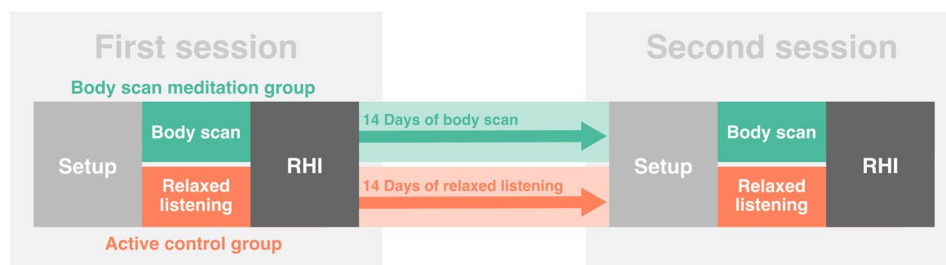 First session
Second session
Body scan meditation group
Setup
Body scan
Relaxed
listening
RHI
14 Days of body scan
14 Days of relaxed listening
Setup
Body scan
Relaxed
listening
RHI
Active control group